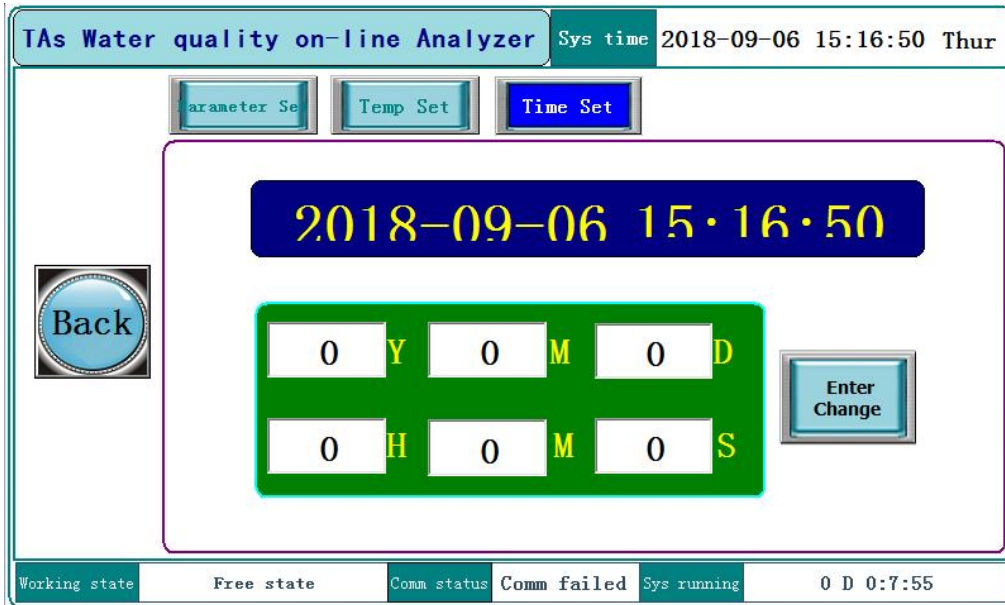 TAs Water quality on-line Analyzer Sys time 2018-09-06 15:16:50 Thur
Parameter Se Temp Set Time Set
2018-09-06 15:16:50
Back
0 Y 0 M 0 D
0 H 0 M 0 S
Enter
Change
Working state Free state Comm status Comm failed Sys running 0 D 0:7:55